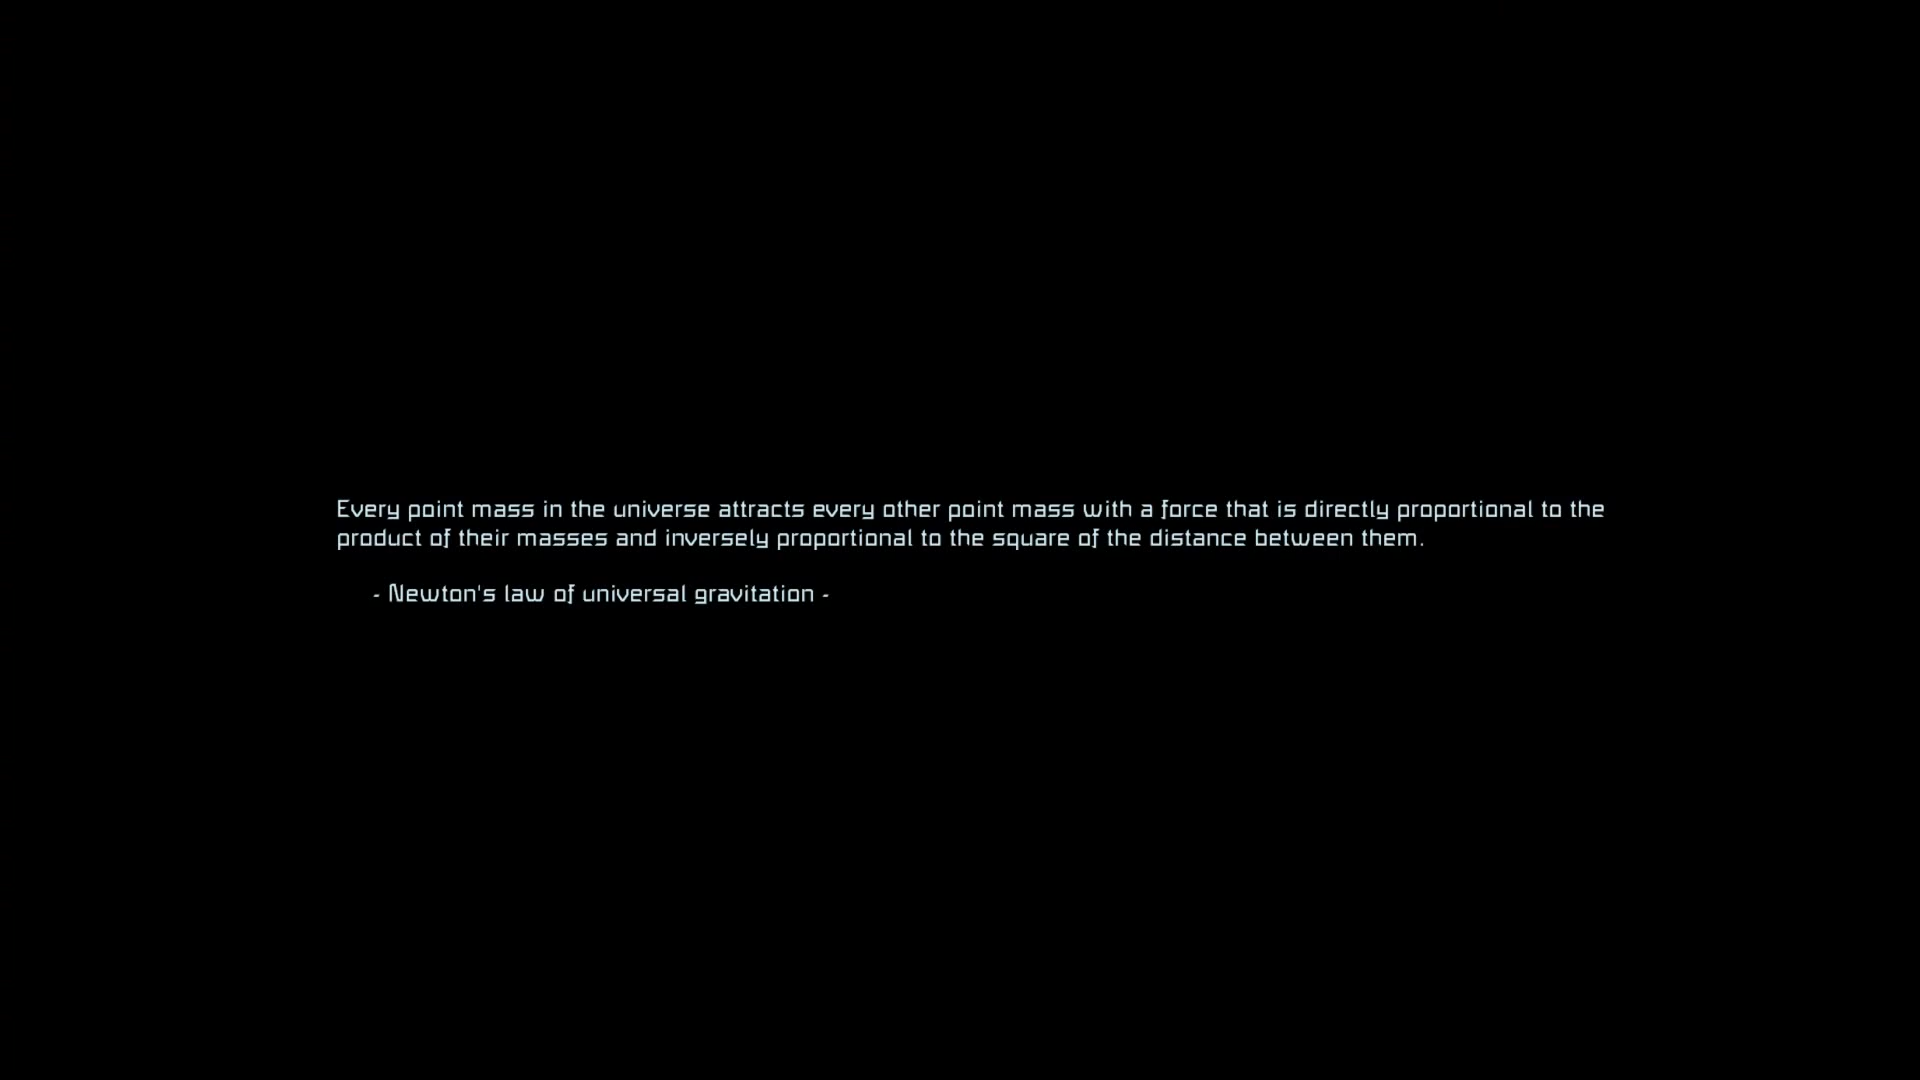 Every point mass in the universe attracts every other point mass with a force that is directly proportional to the
product of their masses and inversely proportional to the square of the distance between them.
- Newton's law of universal gravitation -